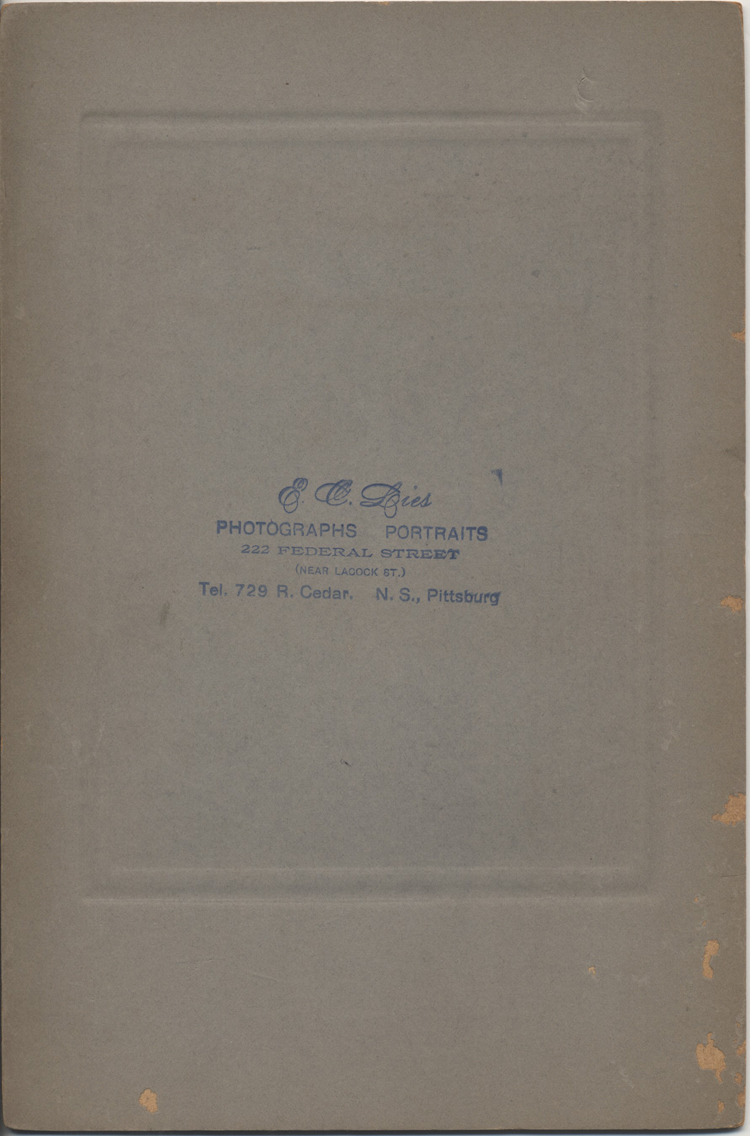 E. C. Lies
PHOTOGRAPHS PORTRAITS
222 FEDERAL STREET
(NEAR LACOCK ST.)
Tel. 729 R. Cedar. N. S., Pittsburg